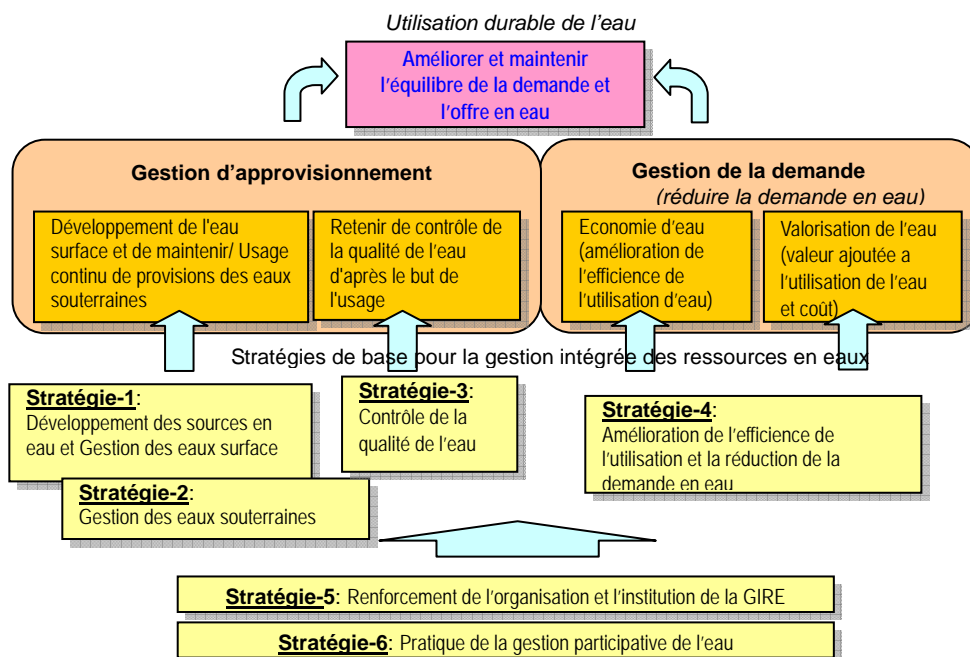 Utilisation durable de l'eau
Améliorer et maintenir
l'équilibre de la demande et
l'offre en eau
Gestion d'approvisionnement
Développement de l'eau
surface et de maintenir/ Usage
continu de provisions des eaux
souterraines
Retenir de contrôle de
la qualité de l'eau
d'après le but de
l'usage
Gestion de la demande
(réduire la demande en eau)
Economie d'eau
(amélioration de
l'efficience de
l'utilisation d'eau)
Valorisation de l'eau
(valeur ajoutée a
l'utilisation de l'eau
et coût)
Stratégies de base pour la gestion intégrée des ressources en eaux
Stratégie-1:
Développement des sources en
eau et Gestion des eaux surface
Stratégie-2:
Gestion des eaux souterraines
Stratégie-3:
Contrôle de la
qualité de l'eau
Stratégie-4:
Amélioration de l'efficience de
l'utilisation et la réduction de la
demande en eau
Stratégie-5: Renforcement de l'organisation et l'institution de la GIRE
Stratégie-6: Pratique de la gestion participative de l'eau